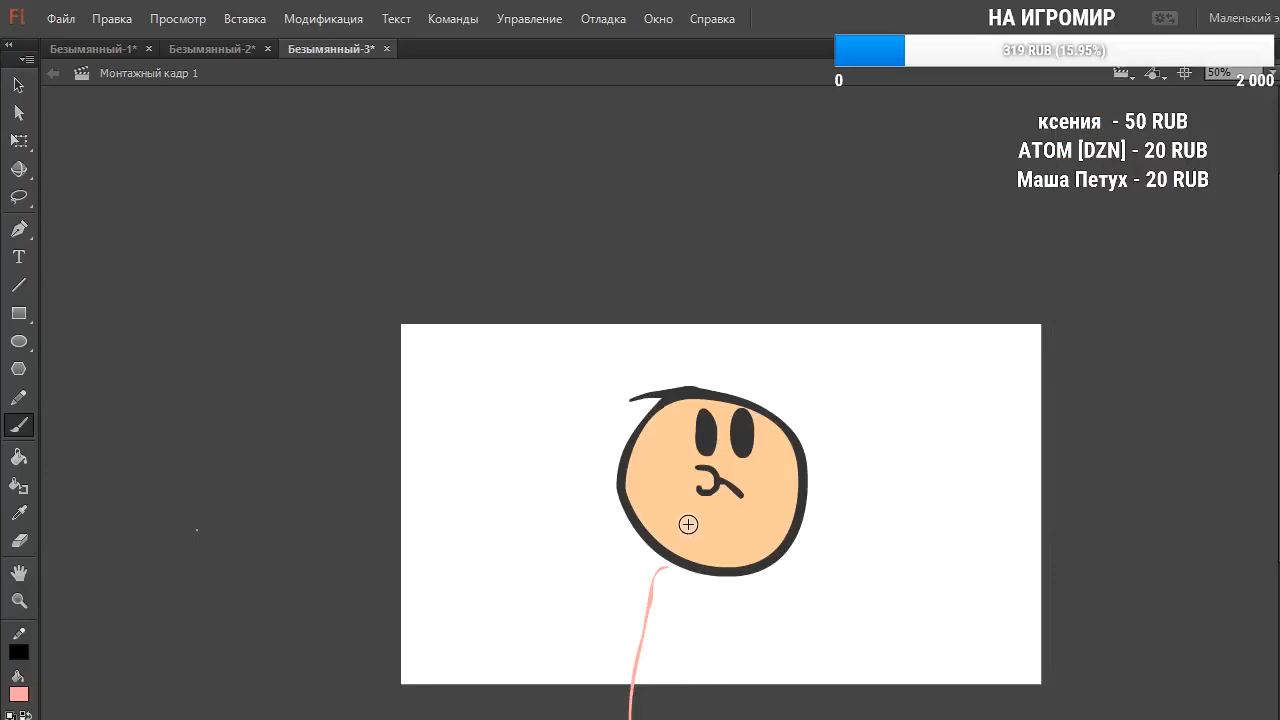 Fl Файл Правка Просмотр Вставка Модификация Текст Команды Управление Отладка Окно Справка
НА ИГРОМИР
Маленький э
Безымянный-1* × Безымянный-2* × Безымянный-3* ×
319 RUB (15.95%)
Монтажный кадр 1
50%
0
2 000
ксения - 50 RUB
ATOM [DZN] - 20 RUB
Маша Петух - 20 RUB
T